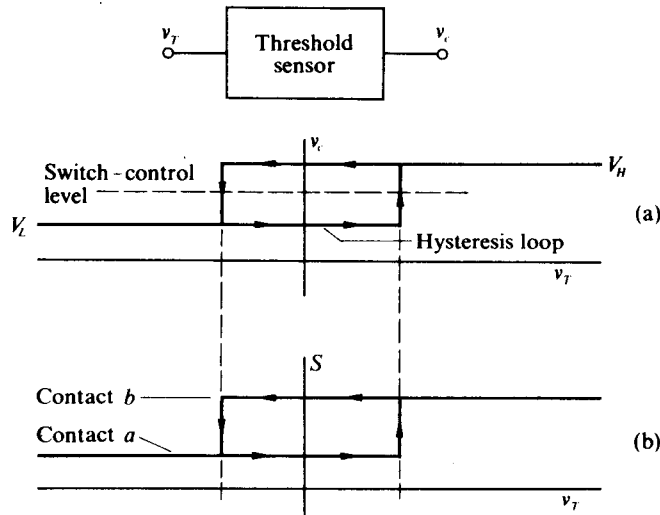 v_T
Threshold
sensor
v_c
v_c
Switch-control
level
V_H
V_L
(a)
Hysteresis loop
v_T
S
Contact b
Contact a
(b)
v_T